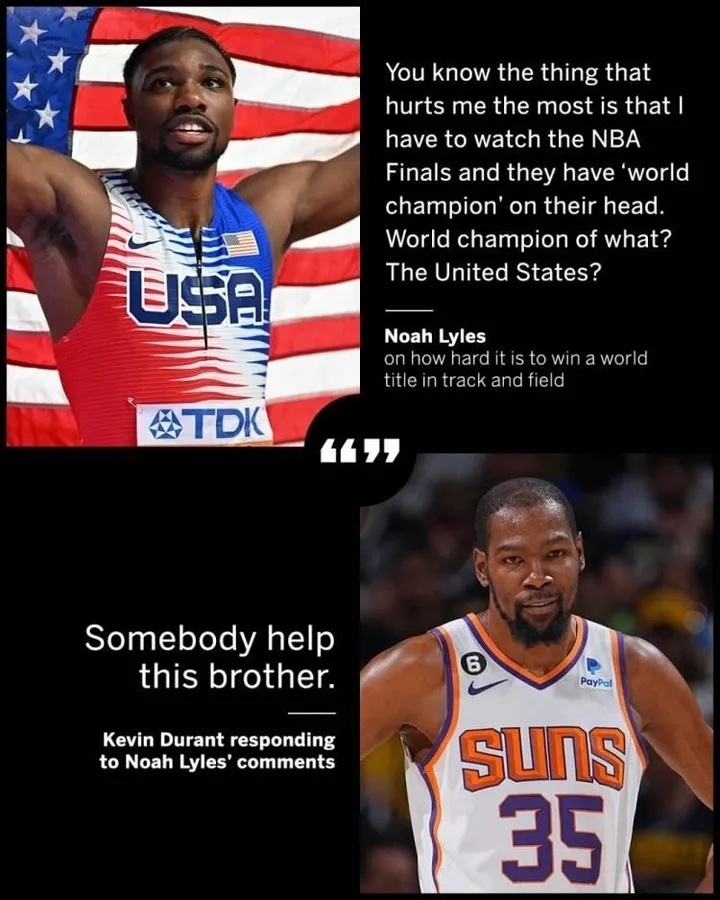 You know the thing that
hurts me the most is that I
have to watch the NBA
Finals and they have ‘world
champion’ on their head.
World champion of what?
The United States?
Noah Lyles
on how hard it is to win a world
title in track and field
USA
TDK
“”
Somebody help
this brother.
Kevin Durant responding
to Noah Lyles’ comments
6
PayPal
SUNS
35